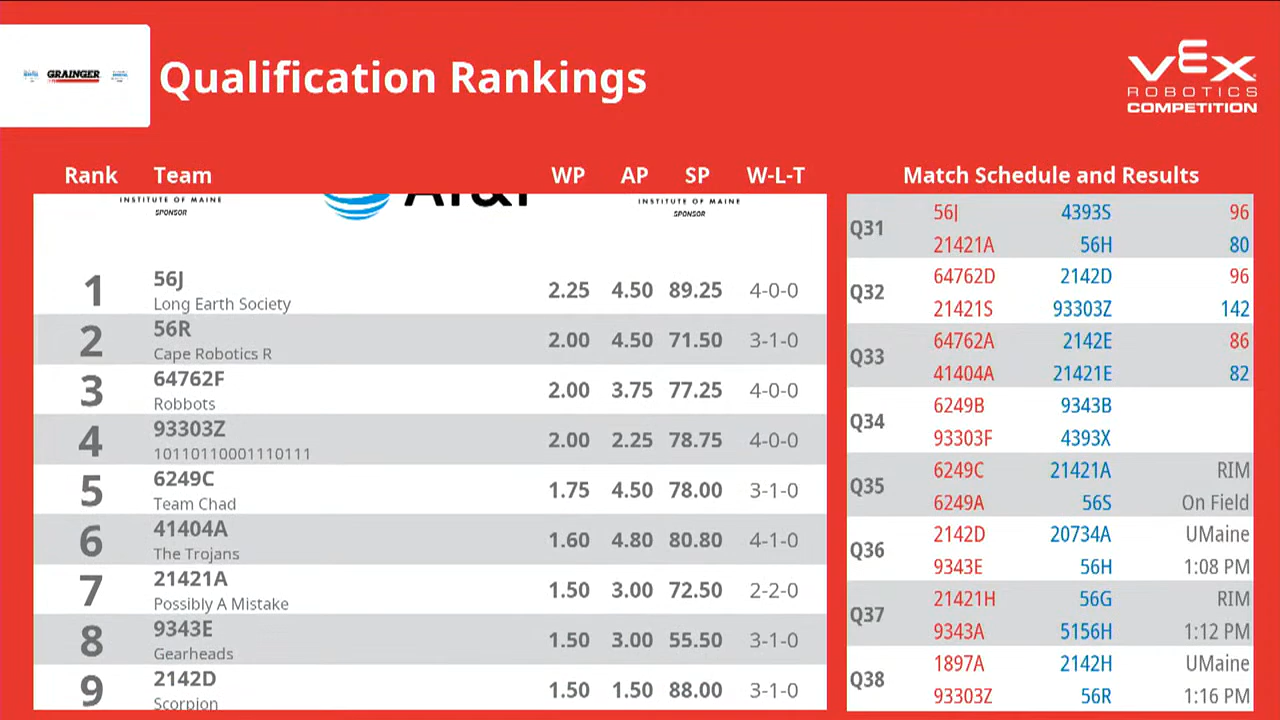 GRAINGER
Qualification Rankings
VEX
ROBOTICS
COMPETITION
Rank Team WP AP SP W-L-T
INSTITUTE OF MAINE
SPONSOR
AT&T
INSTITUTE OF MAINE
SPONSOR
1 56J 2.25 4.50 89.25 4-0-0
Long Earth Society
2 56R 2.00 4.50 71.50 3-1-0
Cape Robotics R
3 64762F 2.00 3.75 77.25 4-0-0
Robbots
4 93303Z 2.00 2.25 78.75 4-0-0
10110110001110111
5 6249C 1.75 4.50 78.00 3-1-0
Team Chad
6 41404A 1.60 4.80 80.80 4-1-0
The Trojans
7 21421A 1.50 3.00 72.50 2-2-0
Possibly A Mistake
8 9343E 1.50 3.00 55.50 3-1-0
Gearheads
9 2142D 1.50 1.50 88.00 3-1-0
Scorpion
Match Schedule and Results
Q31 56J 4393S 96
21421A 56H 80
Q32 64762D 2142D 96
21421S 93303Z 142
Q33 64762A 2142E 86
41404A 21421E 82
Q34 6249B 9343B
93303F 4393X
Q35 6249C 21421A RIM
6249A 56S On Field
Q36 2142D 20734A UMaine
9343E 56H 1:08 PM
Q37 21421H 56G RIM
9343A 5156H 1:12 PM
Q38 1897A 2142H UMaine
93303Z 56R 1:16 PM